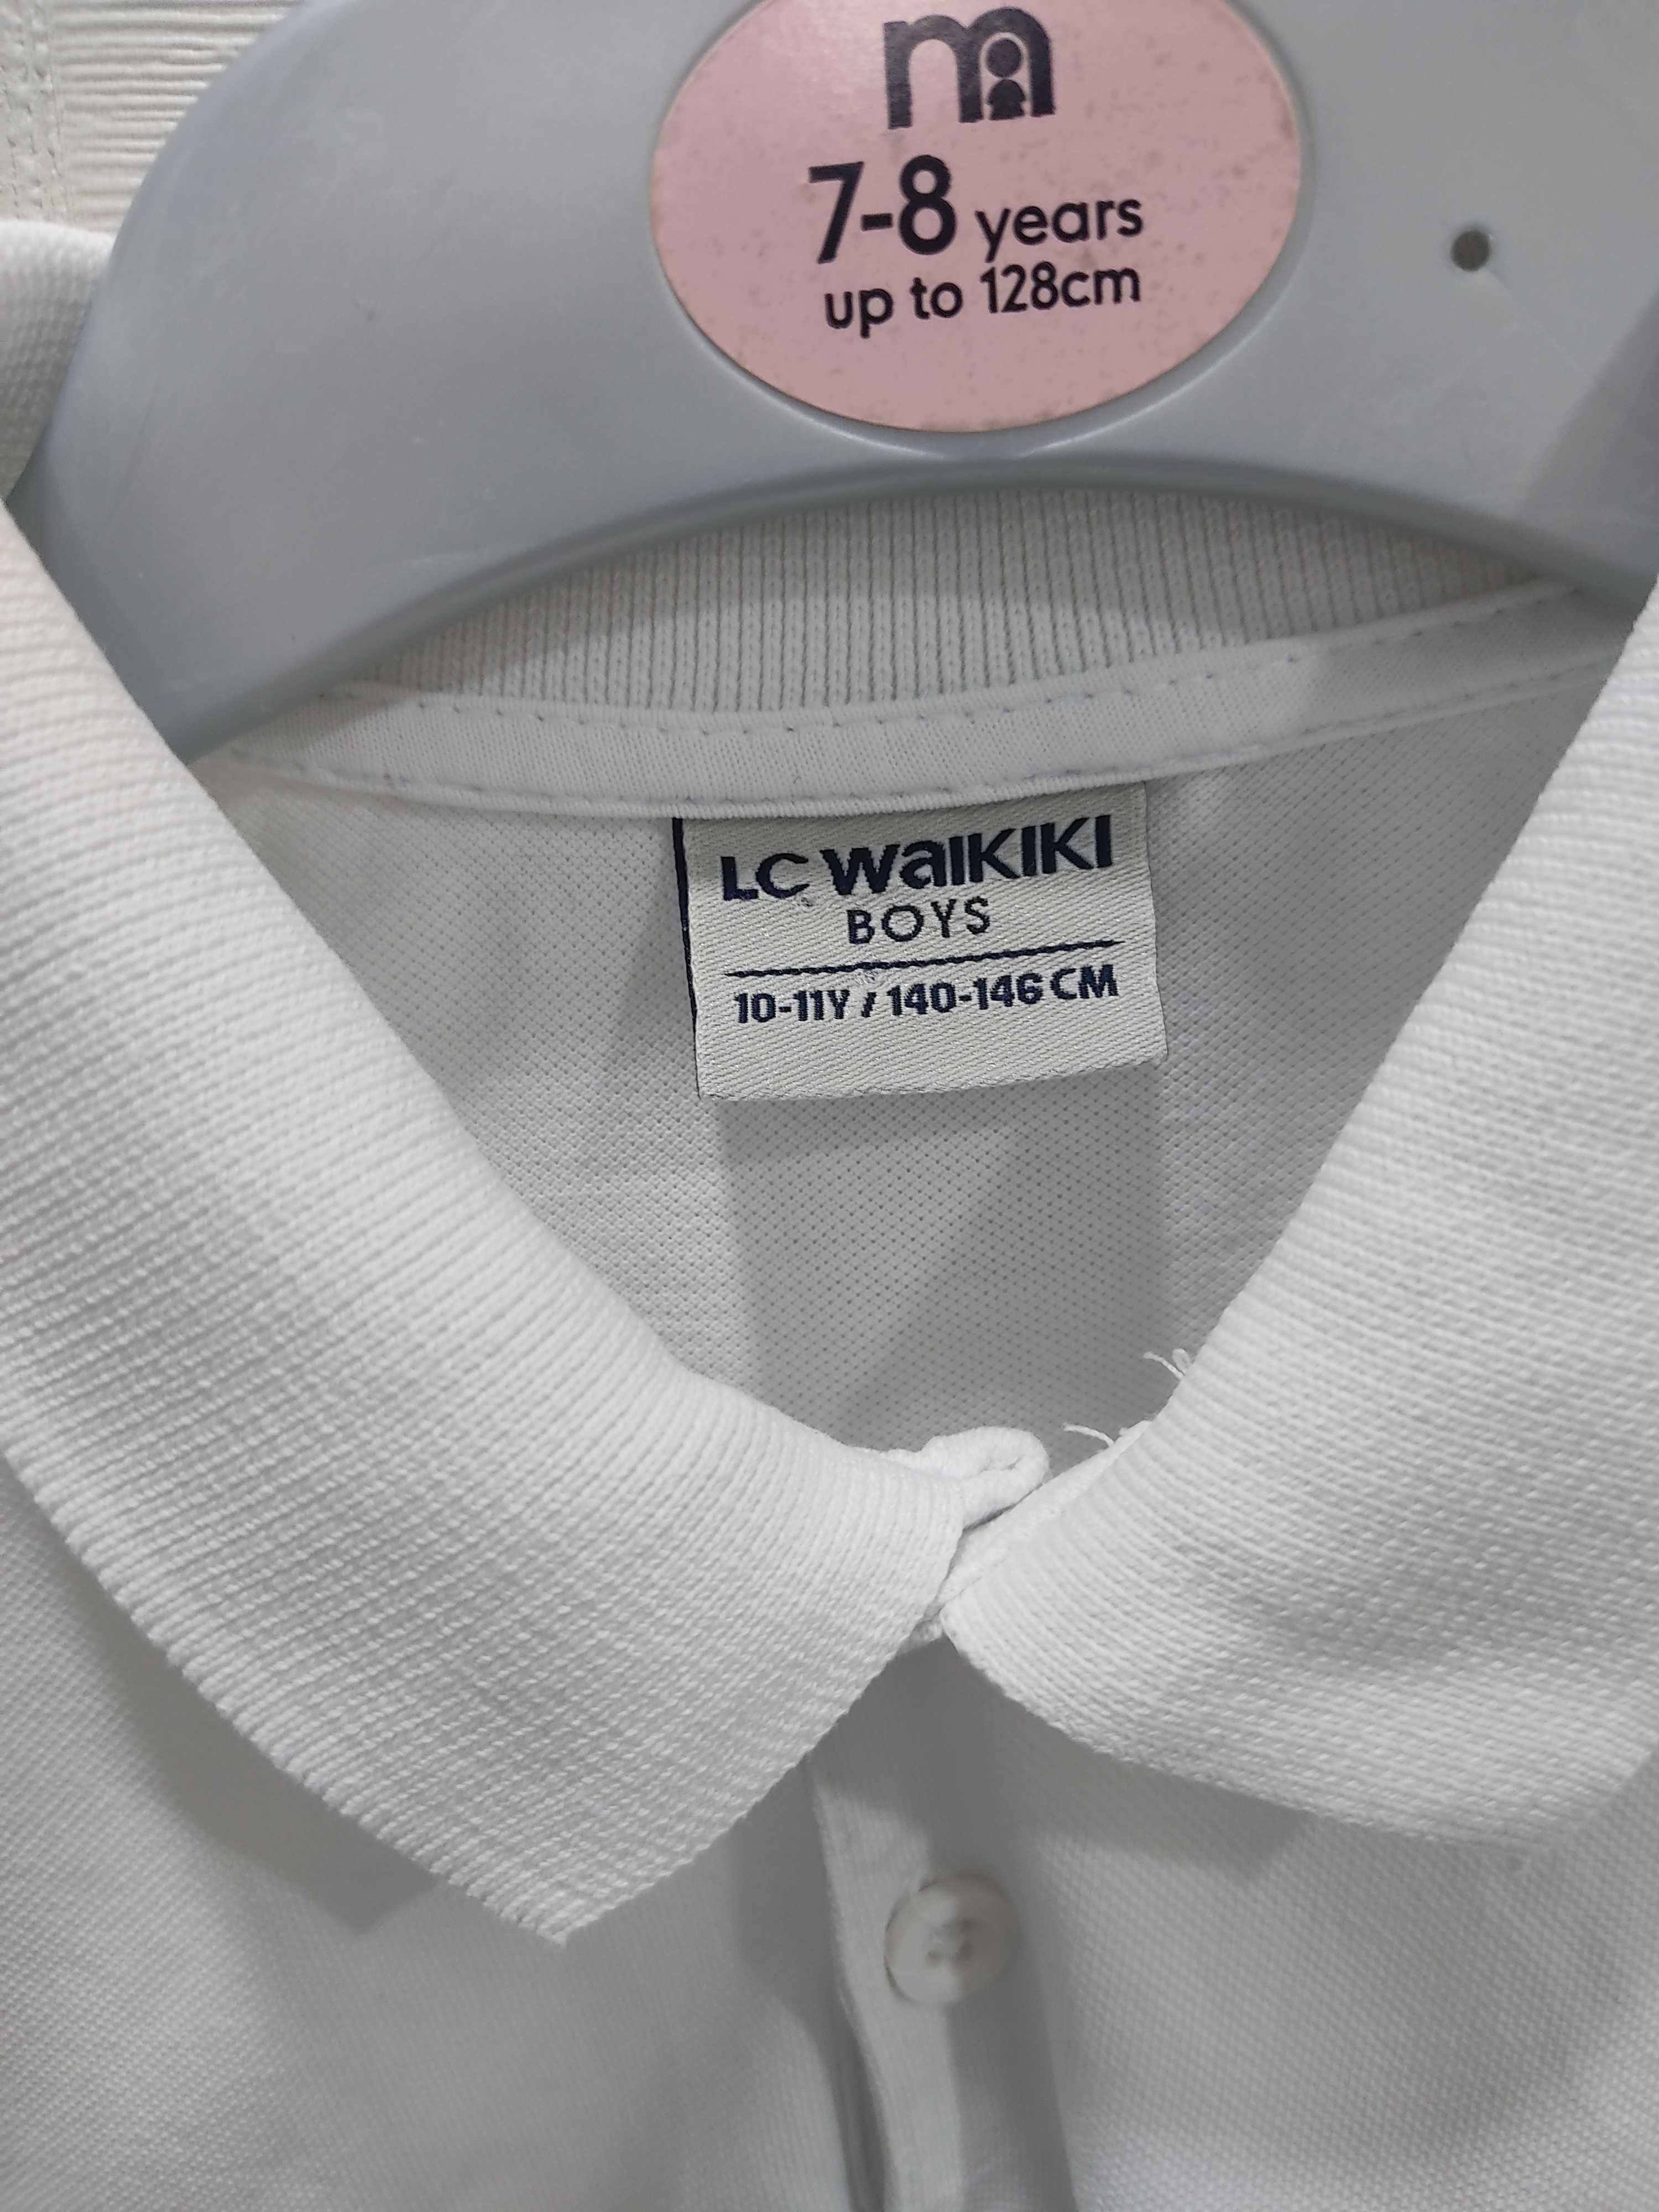 m
7-8 years
up to 128cm
LC WaIKIKI
BOYS
10-11Y / 140-146 CM